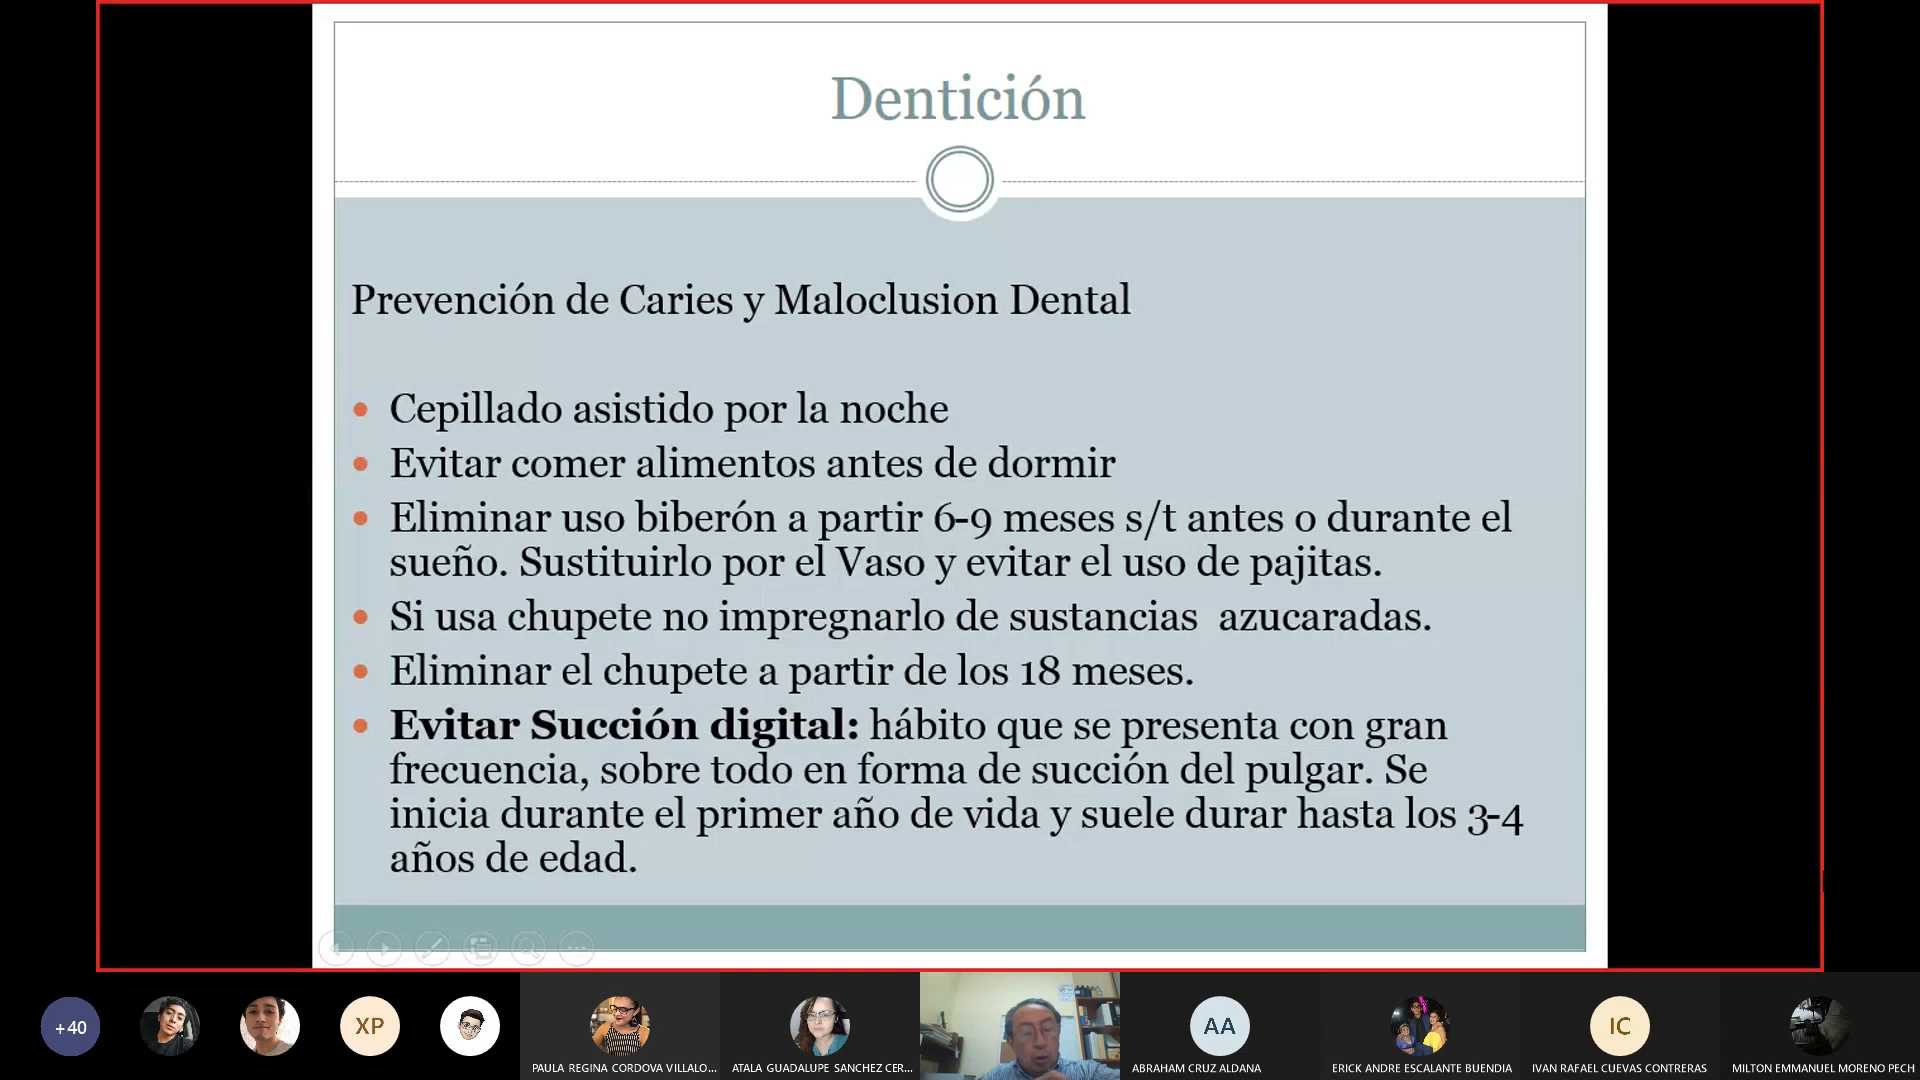 Dentición
Prevención de Caries y Maloclusion Dental
Cepillado asistido por la noche
Evitar comer alimentos antes de dormir
Eliminar uso biberón a partir 6-9 meses s/t antes o durante el
sueño. Sustituirlo por el Vaso y evitar el uso de pajitas.
Si usa chupete no impregnarlo de sustancias  azucaradas.
Eliminar el chupete a partir de los 18 meses.
Evitar Succión digital: hábito que se presenta con gran
frecuencia, sobre todo en forma de succión del pulgar. Se
inicia durante el primer año de vida y suele durar hasta los 3-4
años de edad.
+40
XP
AA
IC
PAULA REGINA CORDOVA VILLALO...
ATALA GUADALUPE SANCHEZ CER...
ABRAHAM CRUZ ALDANA
ERICK ANDRE ESCALANTE BUENDIA
IVAN RAFAEL CUEVAS CONTRERAS
MILTON EMMANUEL MORENO PECH